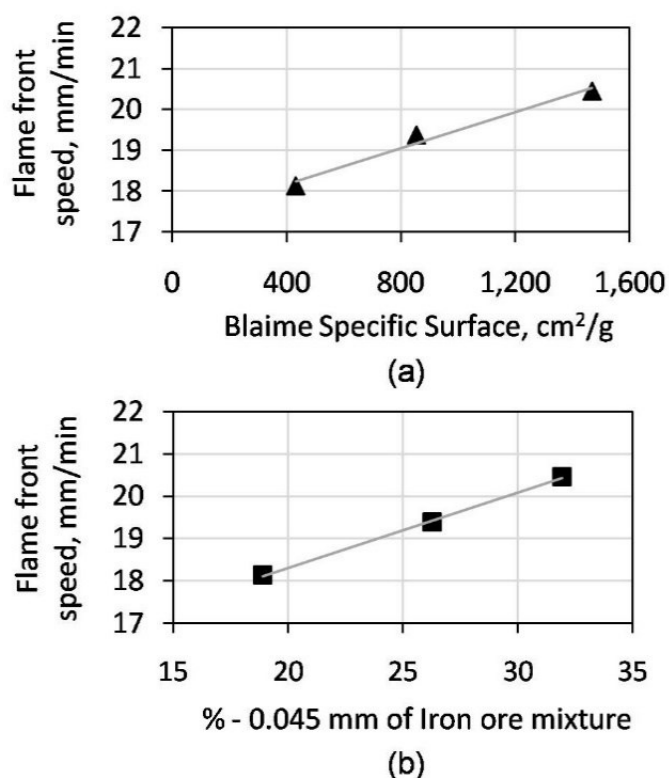 22
21
20
19
18
17
Flame front
speed, mm/min
0 400 800 1,200 1,600
Blaime Specific Surface, cm²/g
(a)
22
21
20
19
18
17
Flame front
speed, mm/min
15 20 25 30 35
% - 0.045 mm of Iron ore mixture
(b)